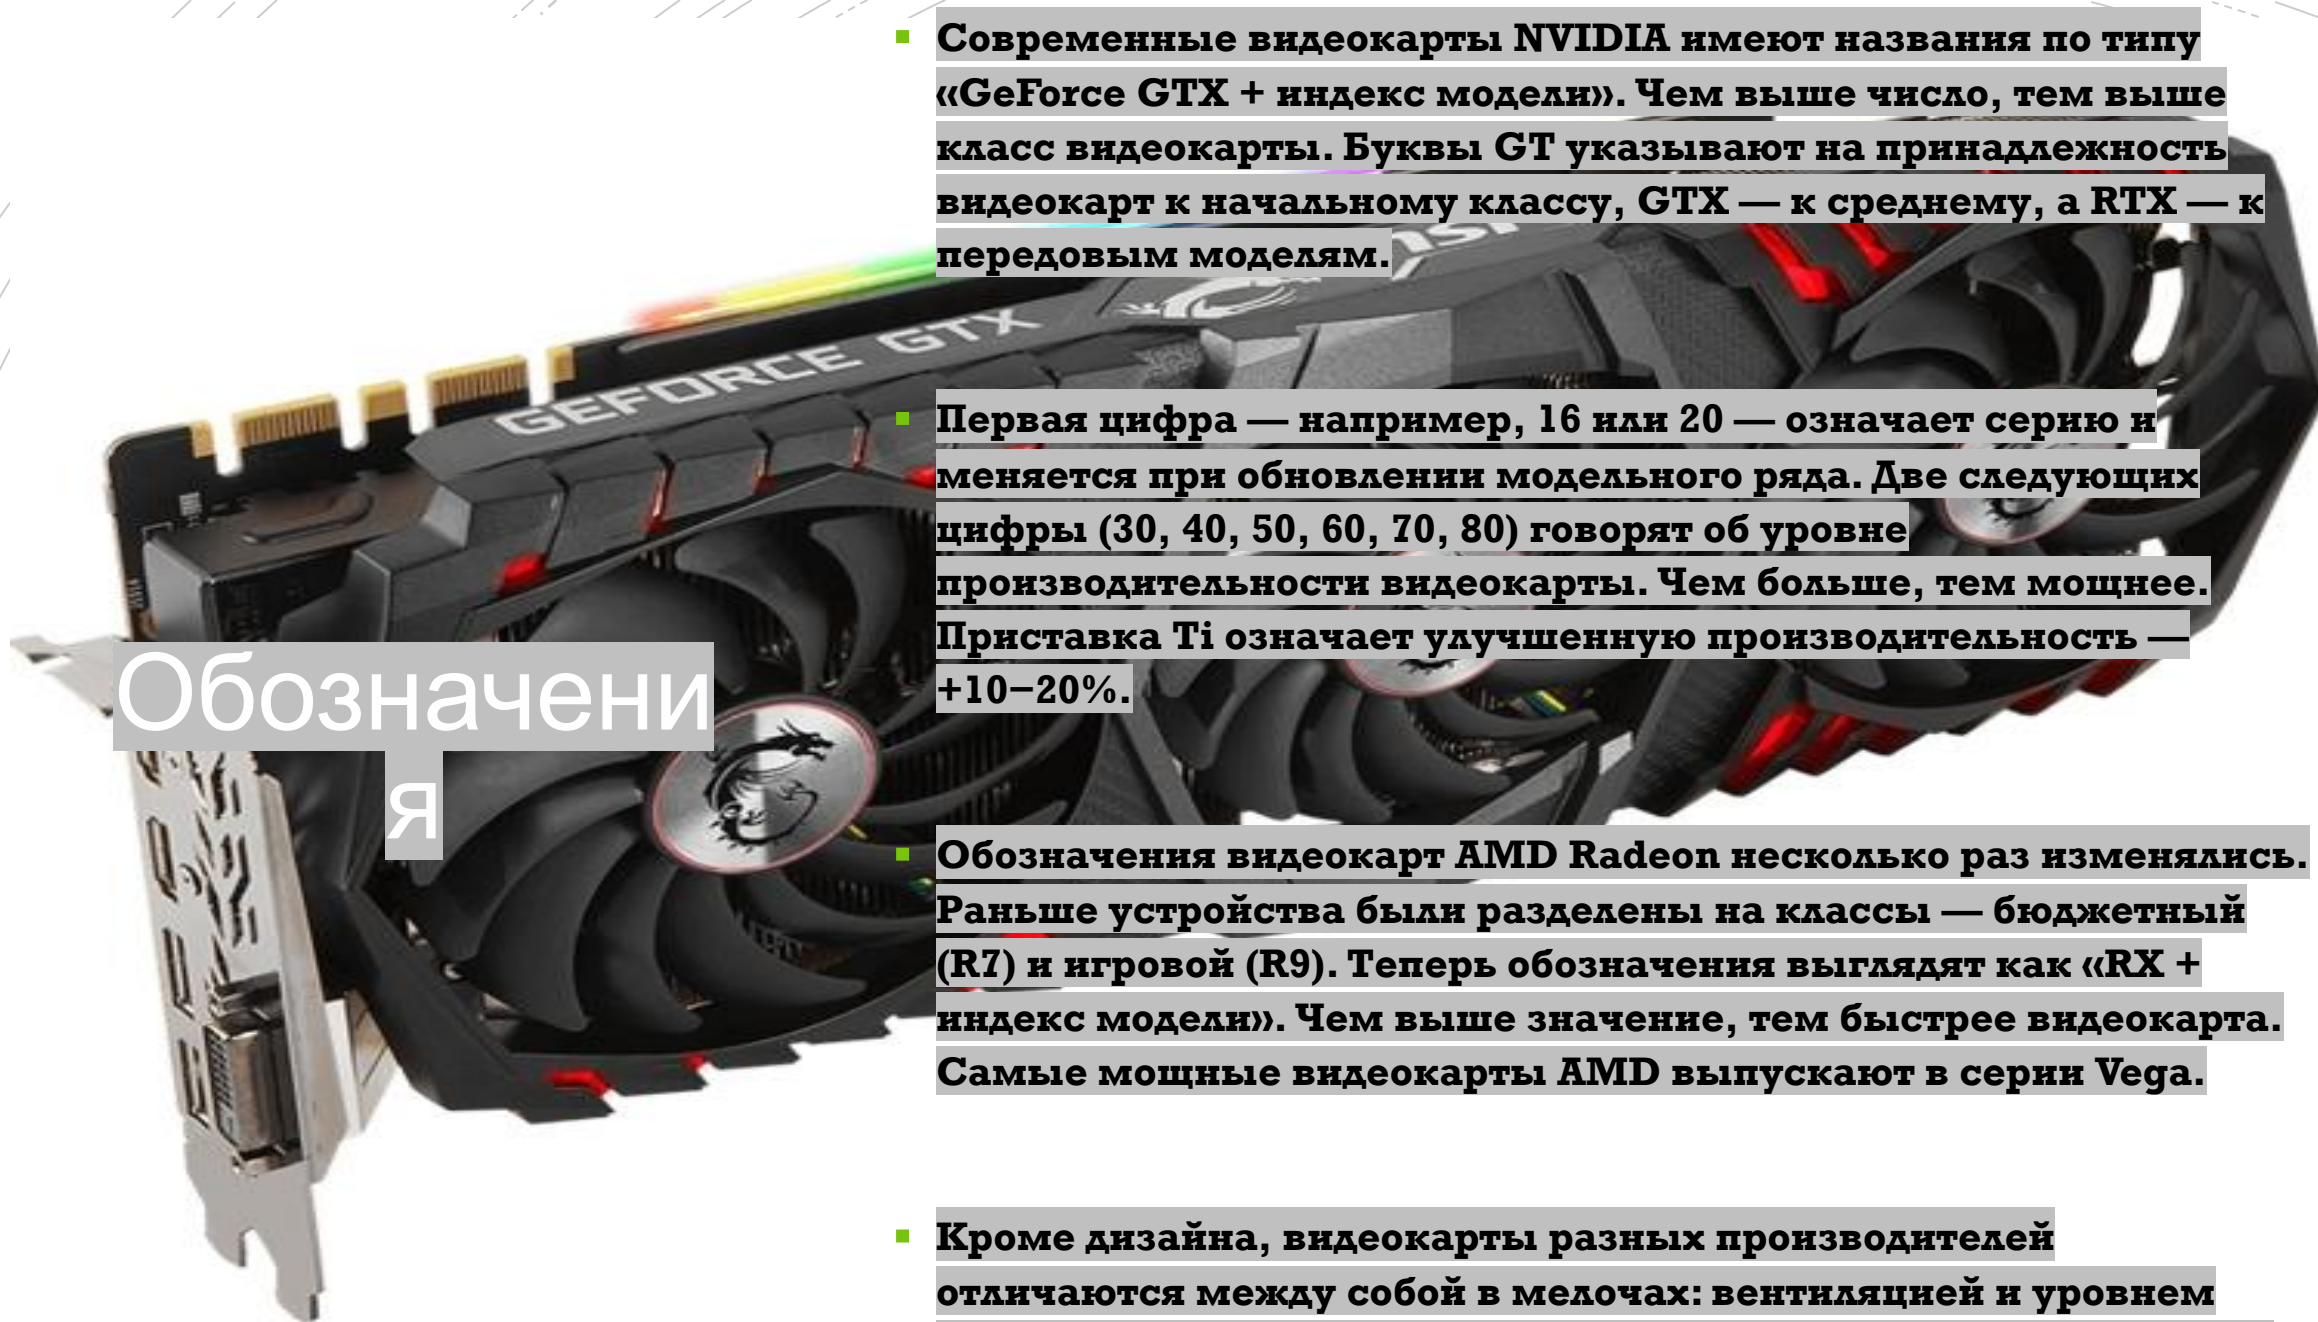 Современные видеокарты NVIDIA имеют названия по типу
«GeForce GTX + индекс модели». Чем выше число, тем выше
класс видеокарты. Буквы GT указывают на принадлежность
видеокарт к начальному классу, GTX — к среднему, а RTX — к
передовым моделям.
msi
GEFORCE GTX
Первая цифра — например, 16 или 20 — означает серию и
меняется при обновлении модельного ряда. Две следующих
цифры (30, 40, 50, 60, 70, 80) говорят об уровне
производительности видеокарты. Чем больше, тем мощнее.
Приставка Ti означает улучшенную производительность —
+10–20%.
Обозначени
я
Обозначения видеокарт AMD Radeon несколько раз изменялись.
Раньше устройства были разделены на классы — бюджетный
(R7) и игровой (R9). Теперь обозначения выглядят как «RX +
индекс модели». Чем выше значение, тем быстрее видеокарта.
Самые мощные видеокарты AMD выпускают в серии Vega.
Кроме дизайна, видеокарты разных производителей
отличаются между собой в мелочах: вентиляцией и уровнем